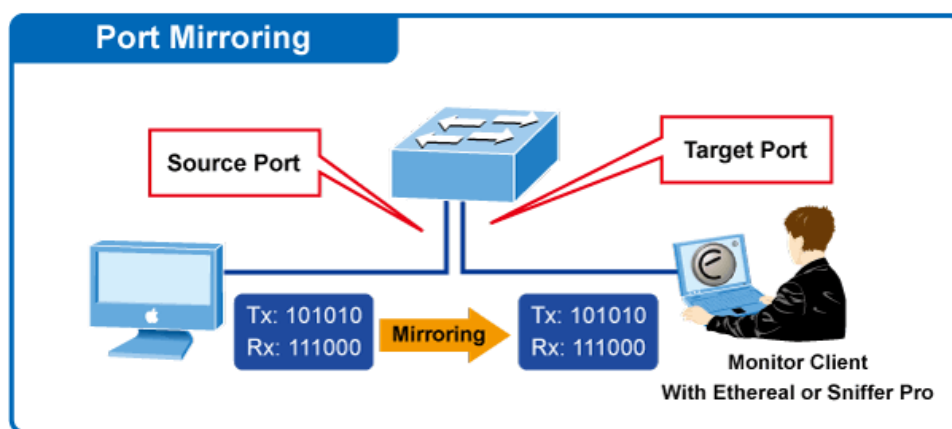 Port Mirroring
Source Port
Target Port
Tx: 101010
Rx: 111000
Mirroring
Tx: 101010
Rx: 111000
Monitor Client
With Ethereal or Sniffer Pro